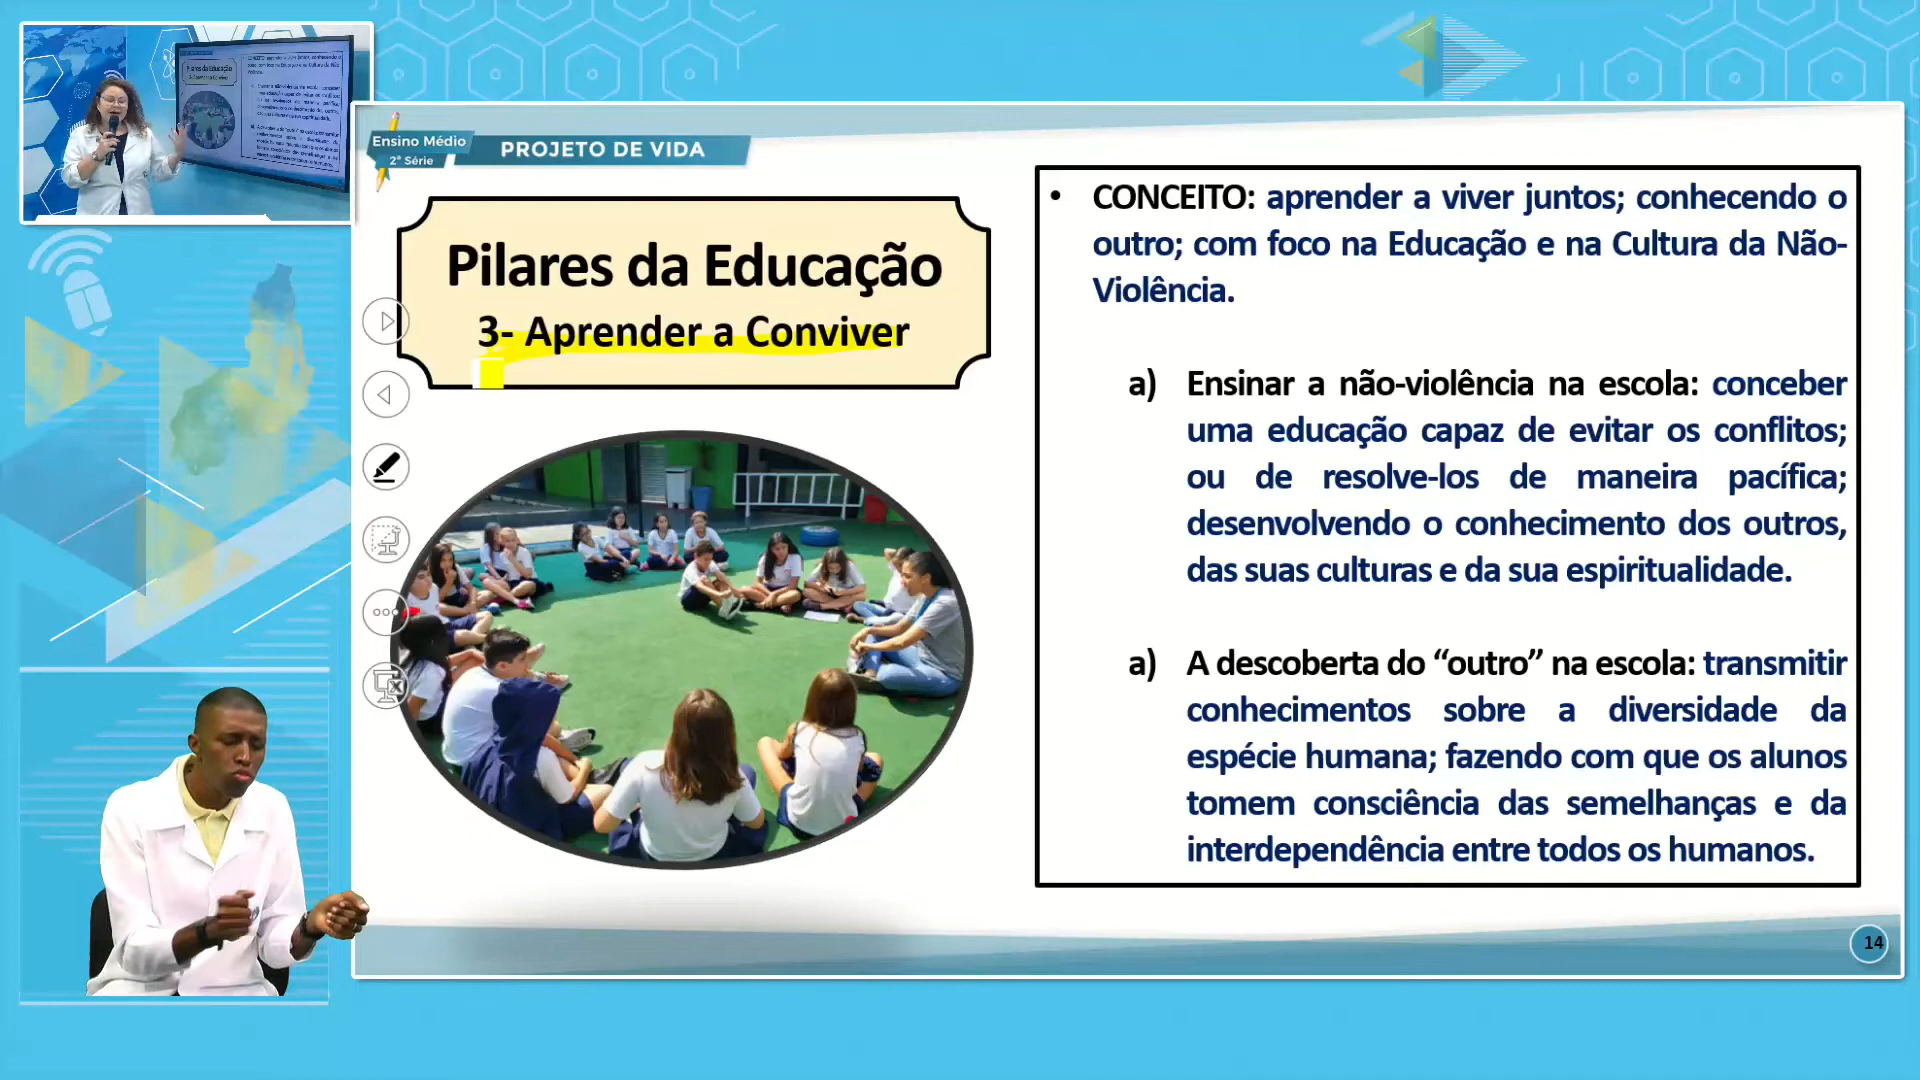 Ensino Médio
2ª Série
PROJETO DE VIDA
Pilares da Educação
3- Aprender a Conviver
• CONCEITO: aprender a viver juntos; conhecendo o
outro; com foco na Educação e na Cultura da Não-
Violência.
a) Ensinar a não-violência na escola: conceber
uma educação capaz de evitar os conflitos;
ou de resolve-los de maneira pacífica;
desenvolvendo o conhecimento dos outros,
das suas culturas e da sua espiritualidade.
a) A descoberta do “outro” na escola: transmitir
conhecimentos sobre a diversidade da
espécie humana; fazendo com que os alunos
tomem consciência das semelhanças e da
interdependência entre todos os humanos.
14